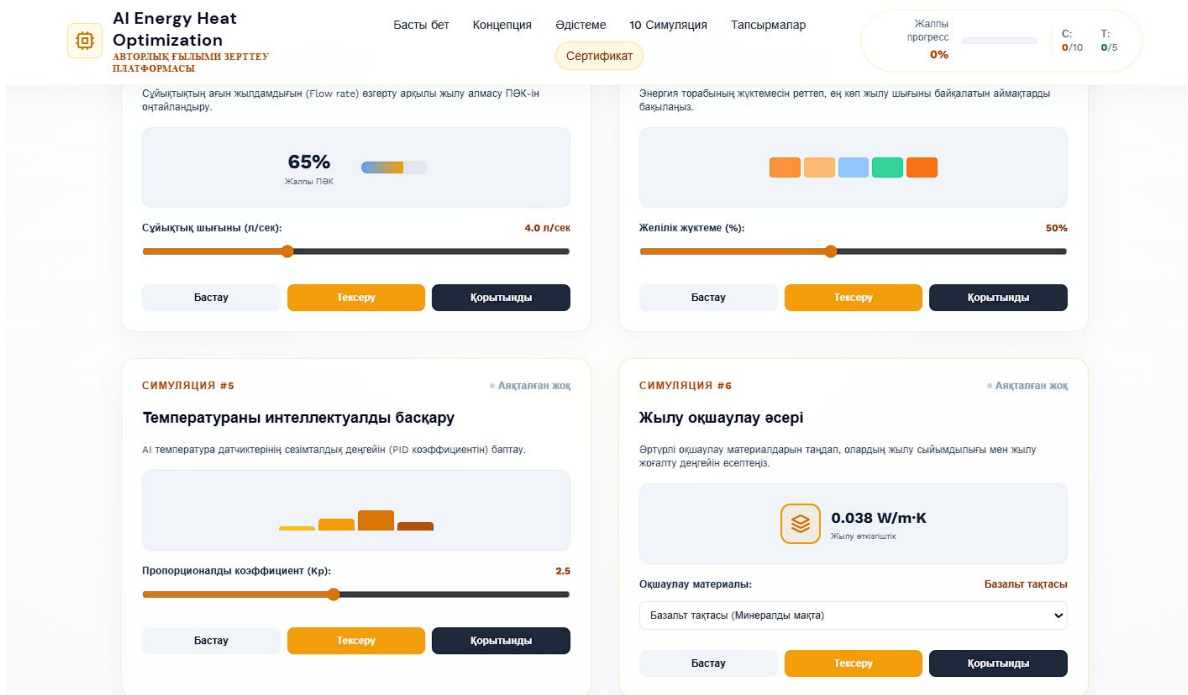 AI Energy Heat
Optimization
АВТОРЛЫҚ ҒЫЛЫМИ ЗЕРТТЕУ
ПЛАТФОРМАСЫ
Басты бет
Концепция
Әдістеме
10 Симуляция
Тапсырмалар
Сертификат
Жалпы
прогресс
0%
С:
0/10
Т:
0/5
Сұйықтықтың ағын жылдамдығын (Flow rate) өзгерту арқылы жылу алмасу ПӘК-ін
оңтайландыру.
65%
Жалпы ПӘК
Сұйықтық шығыны (л/сек):
4.0 л/сек
Бастау
Тексеру
Қорытынды
Энергия торабының жүктемесін реттеп, ең көп жылу шығыны байқалатын аймақтарды
бақылаңыз.
Желілік жүктеме (%):
50%
Бастау
Тексеру
Қорытынды
СИМУЛЯЦИЯ #5
Аяқталған жоқ
Температураны интеллектуалды басқару
AI температура датчиктерінің сезімталдық деңгейін (PID коэффициентін) баптау.
Пропорционалды коэффициент (Kp):
2.5
Бастау
Тексеру
Қорытынды
СИМУЛЯЦИЯ #6
Аяқталған жоқ
Жылу оқшаулау әсері
Әртүрлі оқшаулау материалдарын таңдап, олардың жылу сыйымдылығы мен жылу
жоғалту деңгейін есептеңіз.
0.038 W/m·K
Жылу өткізгіштік
Оқшаулау материалы:
Базальт тақтасы
Базальт тақтасы (Минералды мақта)
Бастау
Тексеру
Қорытынды